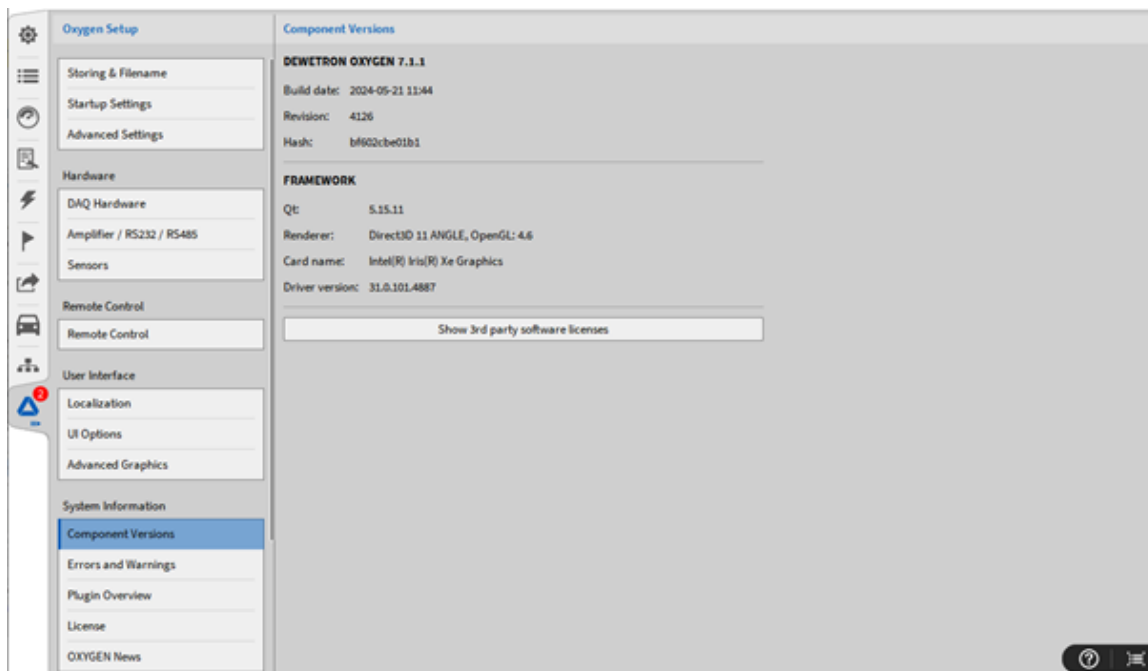 Oxygen Setup
Storing & Filename
Startup Settings
Advanced Settings
Hardware
DAQ Hardware
Amplifier / RS232 / RS485
Sensors
Remote Control
Remote Control
User Interface
Localization
UI Options
Advanced Graphics
System Information
Component Versions
Errors and Warnings
Plugin Overview
License
OXYGEN News
2
Component Versions
DEWETRON OXYGEN 7.1.1
Build date: 2024-05-21 11:44
Revision: 4126
Hash: bf602cbe01b1
FRAMEWORK
Qt: 5.15.11
Renderer: Direct3D 11 ANGLE, OpenGL: 4.6
Card name: Intel(R) Iris(R) Xe Graphics
Driver version: 31.0.101.4887
Show 3rd party software licenses